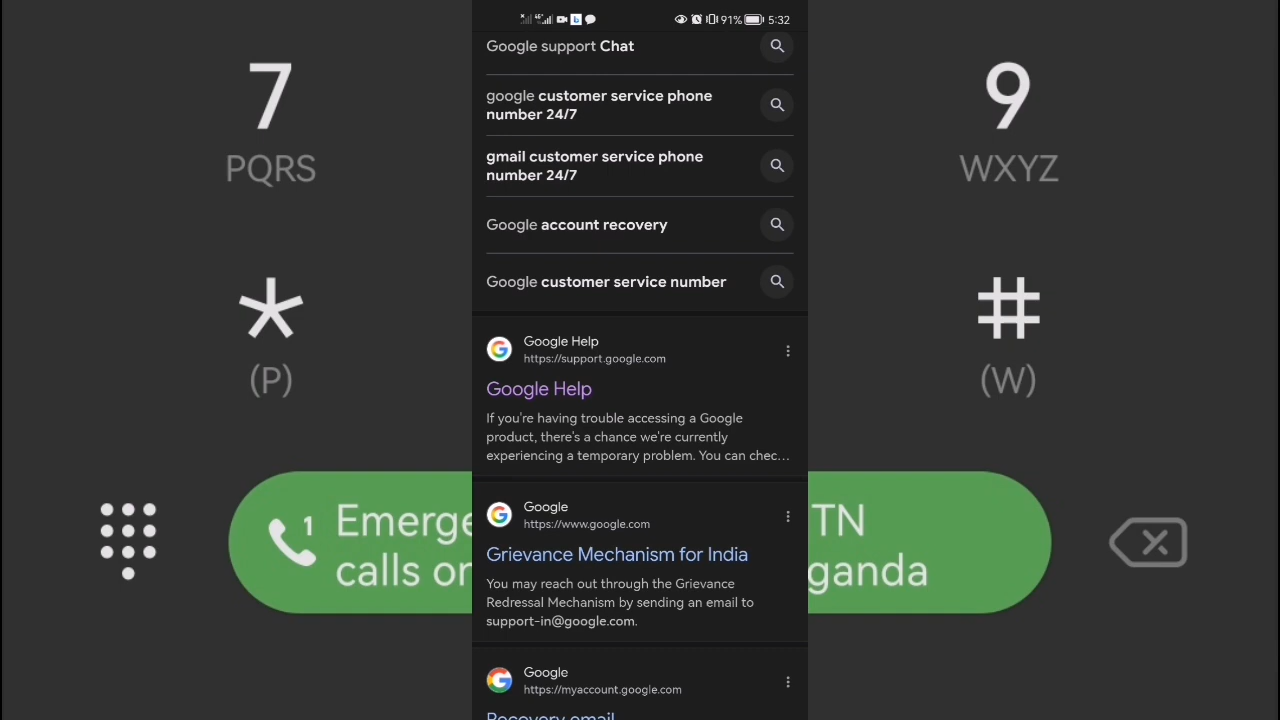 91% 5:32
Google support Chat
google customer service phone
number 24/7
gmail customer service phone
number 24/7
Google account recovery
Google customer service number
Google Help
https://support.google.com
Google Help
If you're having trouble accessing a Google
product, there's a chance we're currently
experiencing a temporary problem. You can chec...
Google
https://www.google.com
Grievance Mechanism for India
You may reach out through the Grievance
Redressal Mechanism by sending an email to
support-in@google.com.
Google
https://myaccount.google.com
Recovery email
7
PQRS
9
WXYZ
*
(P)
#
(W)
1
Emerge
calls on
TN
ganda